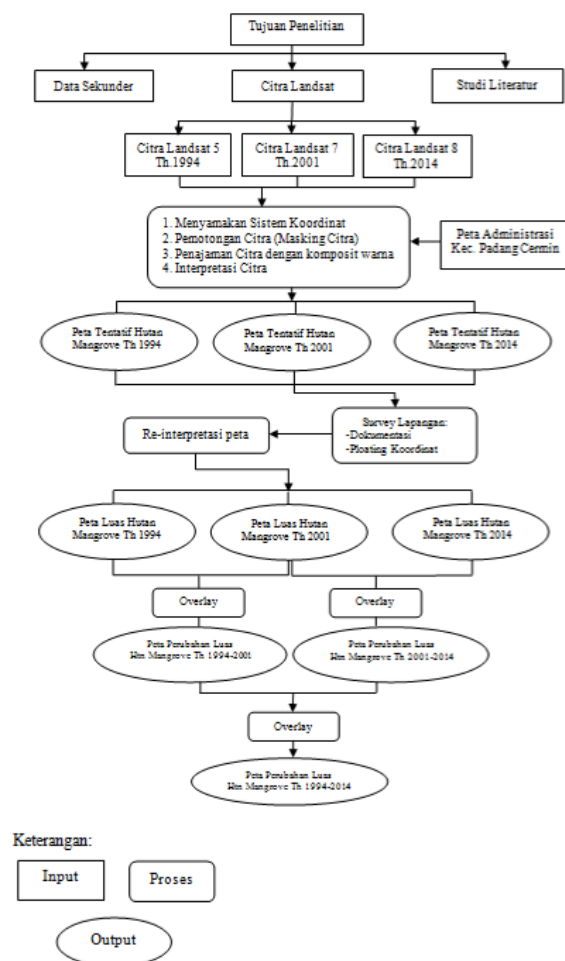 Tujuan Penelitian
Data Sekunder
Citra Landsat
Studi Literatur
Citra Landsat 5
Th.1994
Citra Landsat 7
Th.2001
Citra Landsat 8
Th.2014
1. Menyamakan Sistem Koordinat
2. Pemotongan Citra (Masking Citra)
3. Penajaman Citra dengan komposit warna
4. Interpretasi Citra
Peta Administrasi
Kec. Padang Cermin
Peta Tentatif Hutan
Mangrove Th 1994
Peta Tentatif Hutan
Mangrove Th 2001
Peta Tentatif Hutan
Mangrove Th 2014
Re-interpretasi peta
Survey Lapangan:
-Dokumentasi
-Ploating Koordinat
Peta Luas Hutan
Mangrove Th 1994
Peta Luas Hutan
Mangrove Th 2001
Peta Luas Hutan
Mangrove Th 2014
Overlay
Overlay
Peta Perubahan Luas
Htn Mangrove Th 1994-2001
Peta Perubahan Luas
Htn Mangrove Th 2001-2014
Overlay
Peta Perubahan Luas
Htn Mangrove Th 1994-2014
Keterangan:
Input
Proses
Output